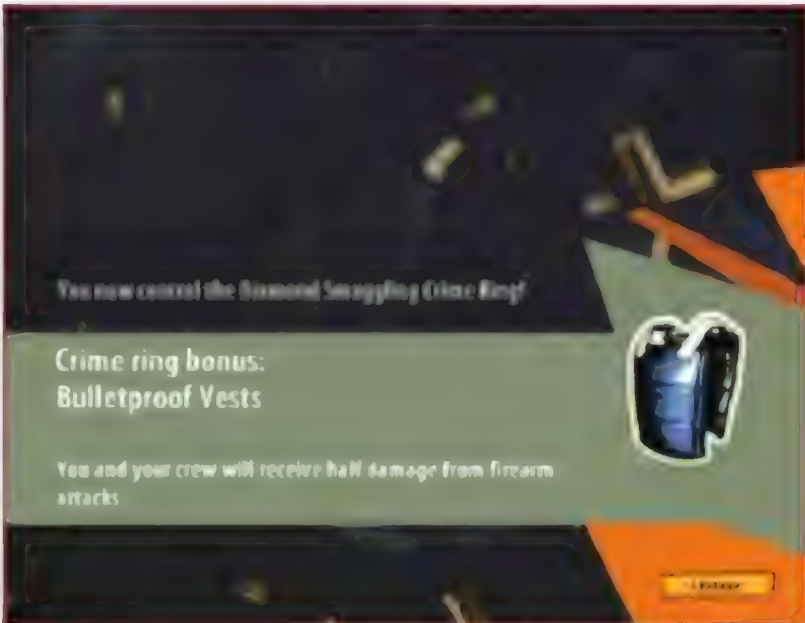 You now control the Diamond Smuggling Crime Ring!
Crime ring bonus:
Bulletproof Vests
You and your crew will receive half damage from firearm
attacks